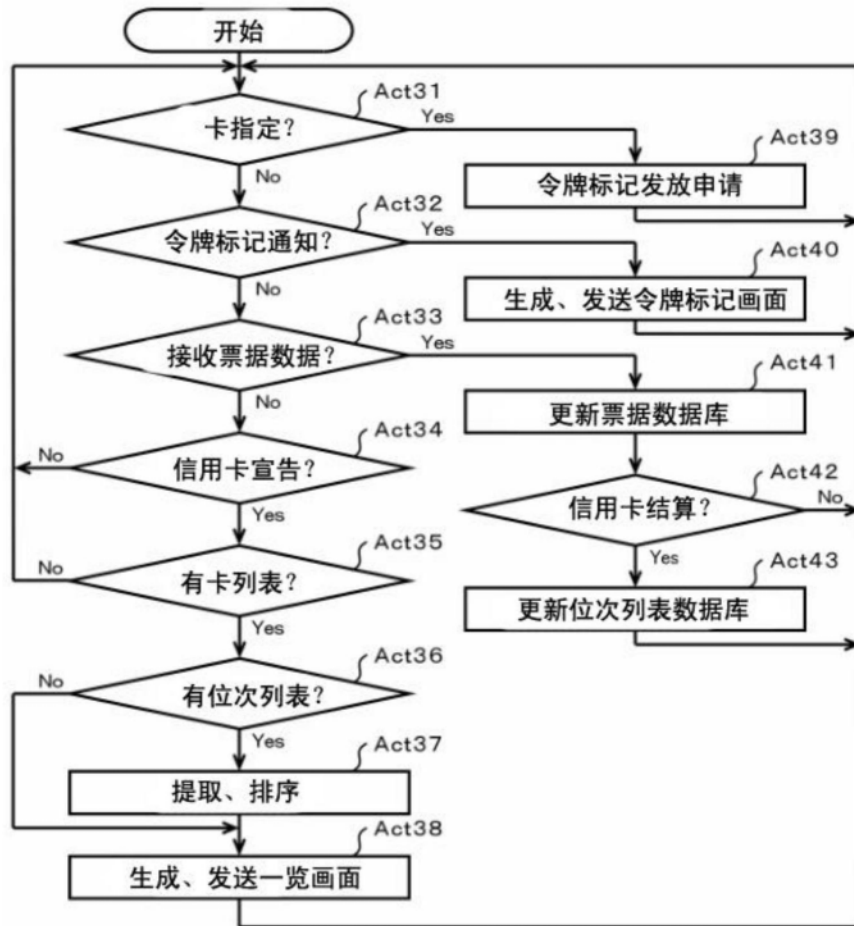 开始
Act31
卡指定?
Yes
No
Act39
令牌标记发放申请
Act32
令牌标记通知?
Yes
No
Act40
生成、发送令牌标记画面
Act33
接收票据数据?
Yes
No
Act41
更新票据数据库
Act34
信用卡宣告?
No
Yes
Act42
信用卡结算?
No
Yes
Act35
有卡列表?
No
Yes
Act43
更新位次列表数据库
Act36
有位次列表?
No
Yes
Act37
提取、排序
Act38
生成、发送一览画面